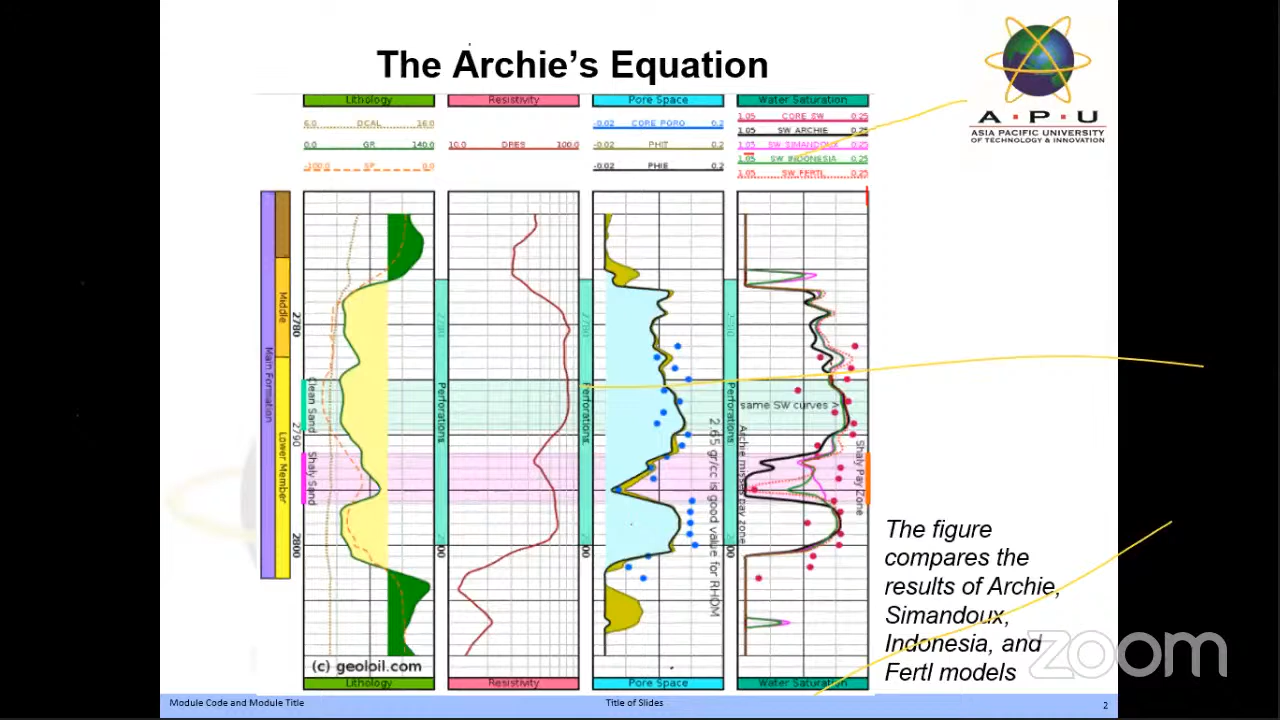 The Archie's Equation
A . P . U
ASIA PACIFIC UNIVERSITY
OF TECHNOLOGY & INNOVATION
Lithology
Resistivity
Pore Space
Water Saturation
6.0 DCAL 16.0
0.0 GR 140.0
-100.0 SP 0.0
10.0 DRES 100.0
-0.02 CORE PORO 0.2
-0.02 PHIT 0.2
-0.02 PHIE 0.2
1.05 CORE SW 0.25
1.05 SW ARCHIE 0.25
1.05 SW SIMANDOUX 0.25
1.05 SW INDONESIA 0.25
1.05 SW FERTL 0.25
Main Formation
Middle
Lower Member
2780
2790
2800
Clean Sand
Shaly Sand
Perforations
Perforations
Perforations
2.65 gr/cc is good value for RHOM
same SW curves >
Archie misses pay zone
Shaly Pay Zone
The figure
compares the
results of Archie,
Simandoux,
Indonesia, and
Fertl models
zoom
(c) geoloil.com
Lithology
Resistivity
Pore Space
Water Saturation
Module Code and Module Title
Title of Slides
2